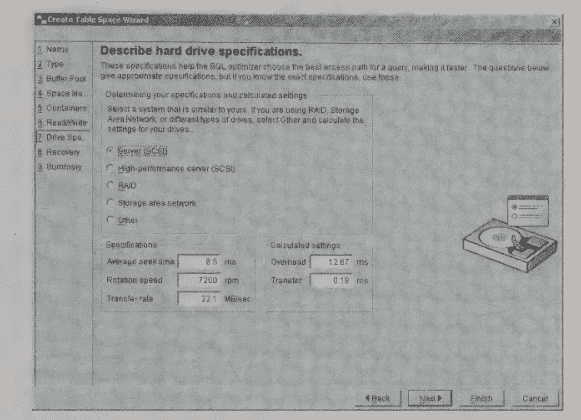 Create Table Space Wizard
1. Name
2. Type
3. Buffer Pool
4. Space Ma...
5. Containers
6. Read/Write
7. Drive Spe...
8. Recovery
9. Summary
Describe hard drive specifications.
These specifications help the SQL optimizer choose the best access path for a query, making it faster. The questions below
give approximate specifications, but if you know the exact specifications, use those.
Determining your specifications and calculated settings
Select a system that is similar to yours. If you are using RAID, Storage
Area Network, or different types of drives, select Other and calculate the
settings for your drives.
Server (SCSI)
High-performance server (SCSI)
RAID
Storage area network
Other
Specifications
Average seek time 8.5 ms
Rotation speed 7200 rpm
Transfer rate 22.1 MB/sec
Calculated settings
Overhead 12.67 ms
Transfer 0.18 ms
Back Next Finish Cancel